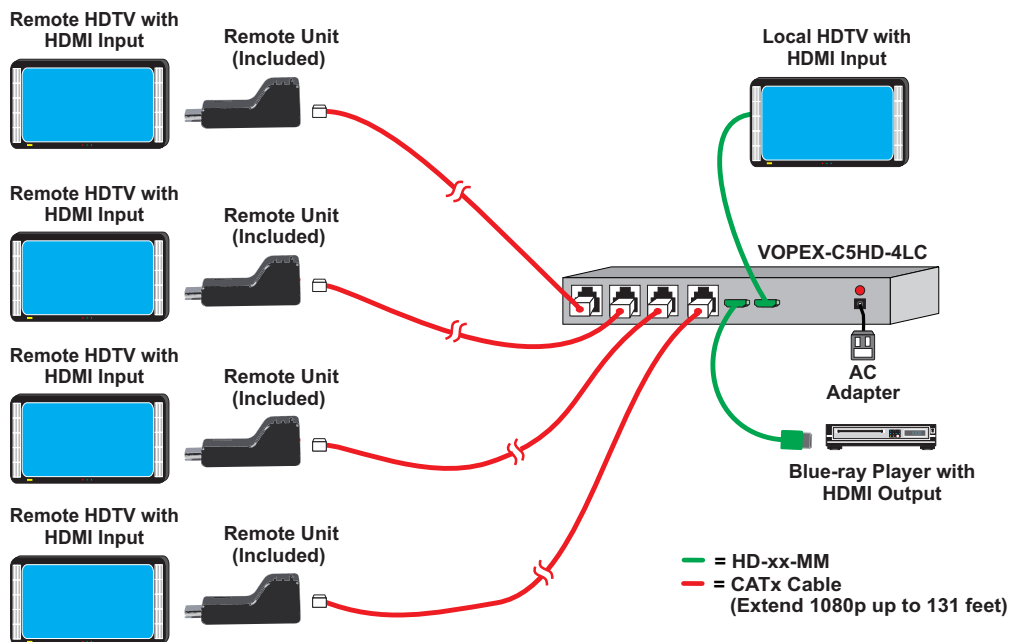 Remote HDTV with
HDMI Input
Remote Unit
(Included)
Local HDTV with
HDMI Input
Remote HDTV with
HDMI Input
Remote Unit
(Included)
VOPEX-C5HD-4LC
Remote HDTV with
HDMI Input
Remote Unit
(Included)
AC
Adapter
Blue-ray Player with
HDMI Output
Remote HDTV with
HDMI Input
Remote Unit
(Included)
= HD-xx-MM
= CATx Cable
(Extend 1080p up to 131 feet)